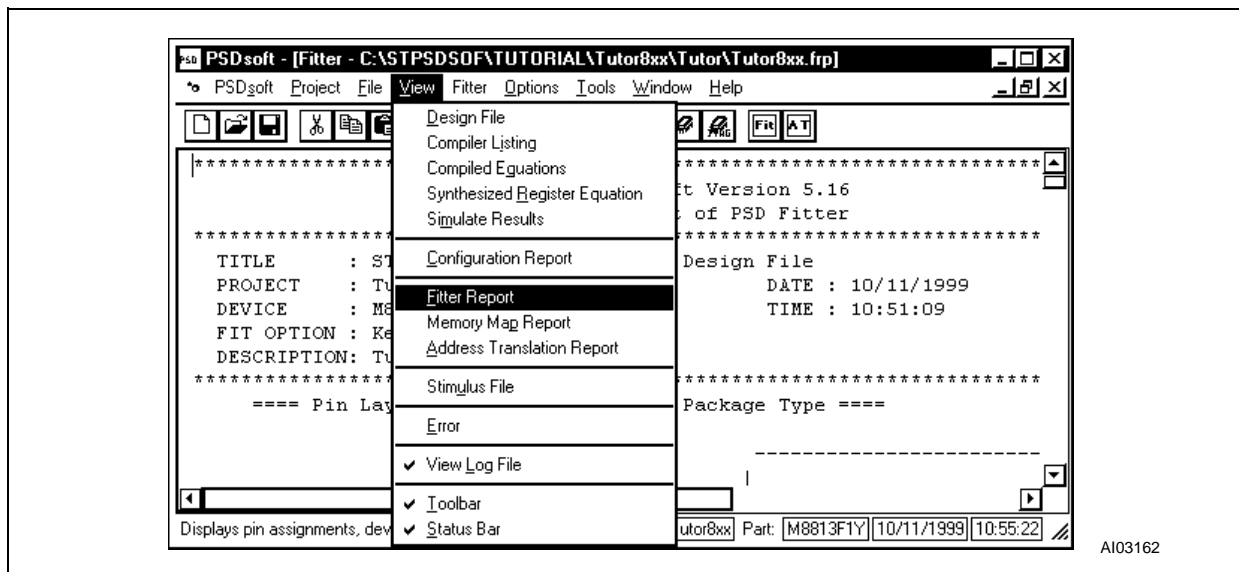 PSD PSDsoft - [Fitter - C:\STPSDSOF\TUTORIAL\Tutor8xx\Tutor\Tutor8xx.frp]
PSDsoft Project File View Fitter Options Tools Window Help
Fit AT
Design File
Compiler Listing
Compiled Equations
Synthesized Register Equation
Simulate Results
Configuration Report
Fitter Report
Memory Map Report
Address Translation Report
Stimulus File
Error
View Log File
Toolbar
Status Bar
***************** *******************************
ft Version 5.16
of PSD Fitter
***************** *******************************
TITLE : ST Design File
PROJECT : Tu DATE : 10/11/1999
DEVICE : M8 TIME : 10:51:09
FIT OPTION : Ke
DESCRIPTION: Tu
***************** *******************************
==== Pin Lay Package Type ====
------------------------
|
Displays pin assignments, dev utor8xx Part: M8813F1Y 10/11/1999 10:55:22
AI03162